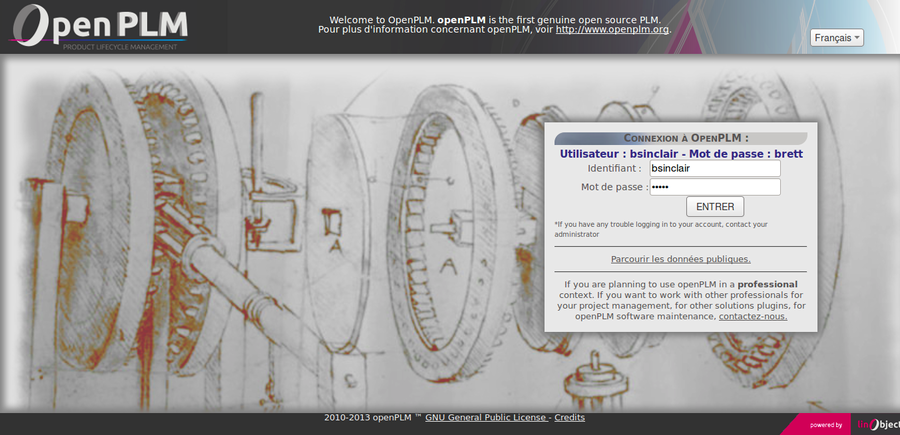 Open PLM
PRODUCT LIFECYCLE MANAGEMENT
Welcome to OpenPLM. openPLM is the first genuine open source PLM.
Pour plus d'information concernant openPLM, voir http://www.openplm.org.
Français
CONNEXION À OPENPLM :
Utilisateur : bsinclair - Mot de passe : brett
Identifiant :
bsinclair
Mot de passe :
•••••
ENTRER
*If you have any trouble logging in to your account, contact your
administrator
Parcourir les données publiques.
If you are planning to use openPLM in a professional
context. If you want to work with other professionals for
your project management, for other solutions plugins, for
openPLM software maintenance, contactez-nous.
A
A
2010-2013 openPLM ™ GNU General Public License - Credits
powered by
linObject